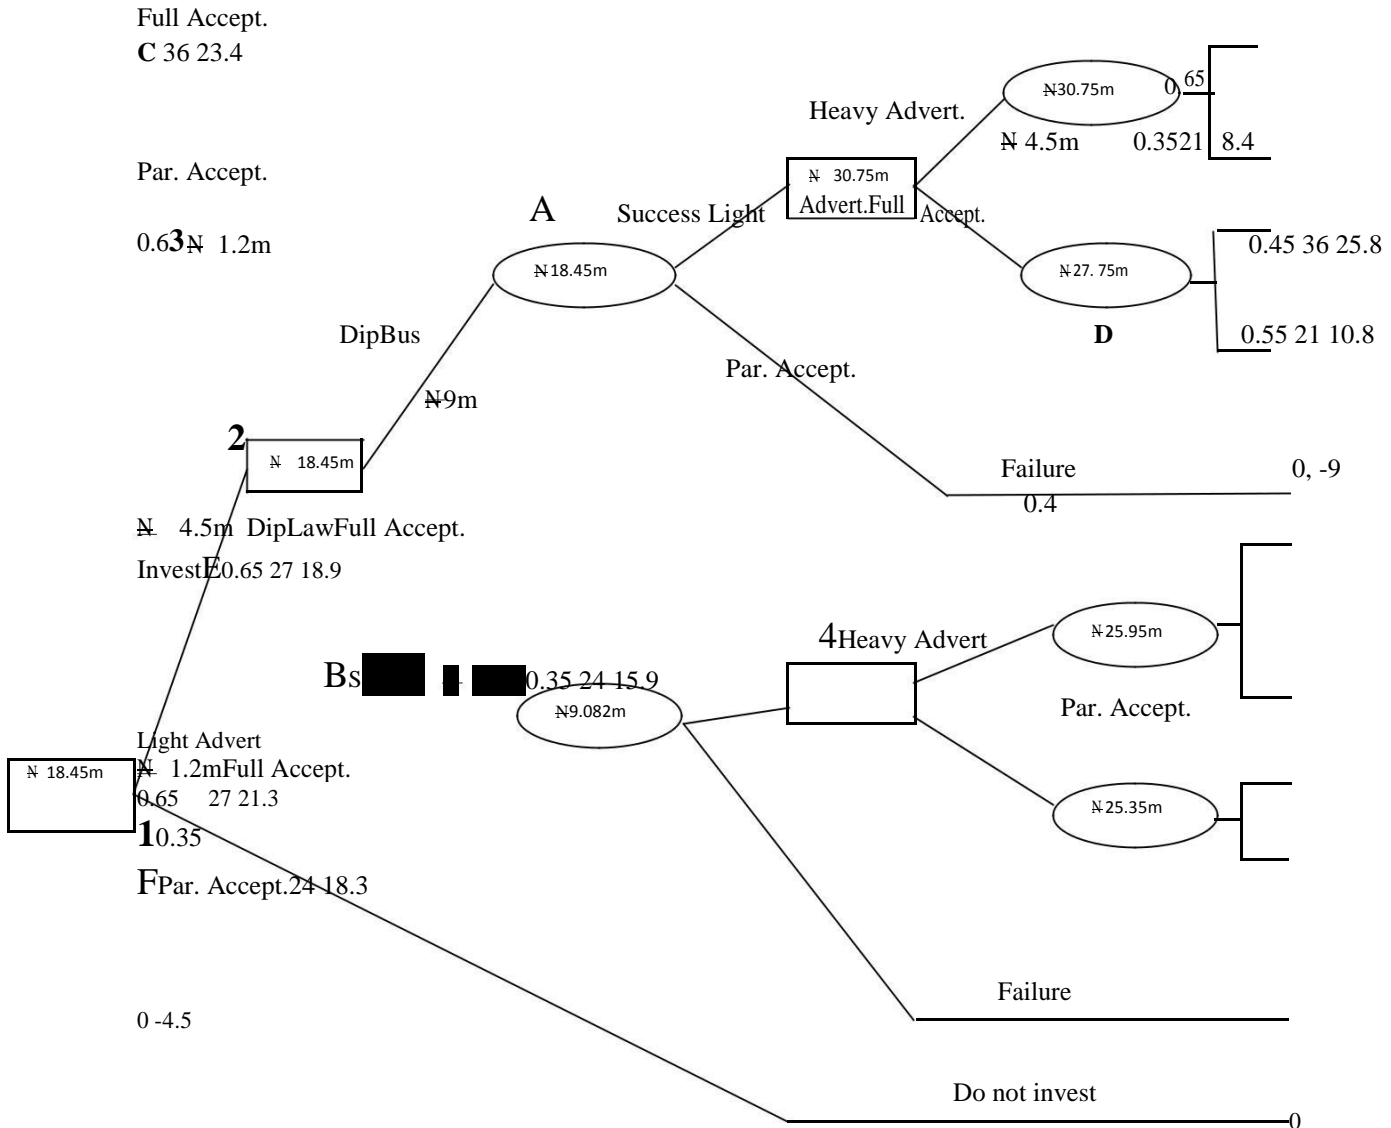 Full Accept.
C 36 23.4
0.65
₦30.75m
Heavy Advert.
₦ 4.5m 0.3521 8.4
Par. Accept.
₦ 30.75m
A
Success Light Advert.Full Accept.
0.63₦ 1.2m
0.45 36 25.8
₦18.45m
₦27. 75m
DipBus
D
0.55 21 10.8
Par. Accept.
₦9m
2
₦ 18.45m
Failure
0, -9
0.4
₦ 4.5m DipLawFull Accept.
InvestE0.65 27 18.9
₦25.95m
4Heavy Advert
Bs
0.35 24 15.9
₦9.082m
Par. Accept.
Light Advert
₦ 18.45m
₦ 1.2mFull Accept.
0.65 27 21.3
₦25.35m
10.35
FPar. Accept.24 18.3
Failure
0 -4.5
Do not invest
0